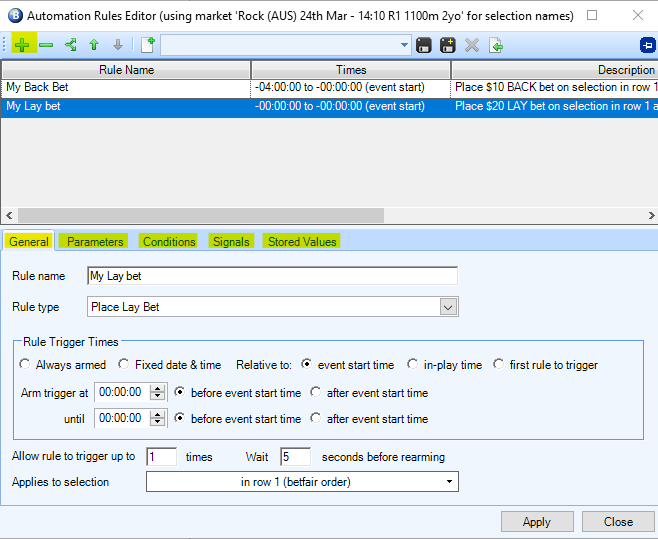 Automation Rules Editor (using market 'Rock (AUS) 24th Mar - 14:10 R1 1100m 2yo' for selection names)
Rule Name Times Description
My Back Bet -04:00:00 to -00:00:00 (event start) Place $10 BACK bet on selection in row 1
My Lay bet -00:00:00 to -00:00:00 (event start) Place $20 LAY bet on selection in row 1 a
General Parameters Conditions Signals Stored Values
Rule name My Lay bet
Rule type Place Lay Bet
Rule Trigger Times
Always armed Fixed date & time Relative to: event start time in-play time first rule to trigger
Arm trigger at 00:00:00 before event start time after event start time
until 00:00:00 before event start time after event start time
Allow rule to trigger up to 1 times Wait 5 seconds before rearming
Applies to selection in row 1 (betfair order)
Apply Close